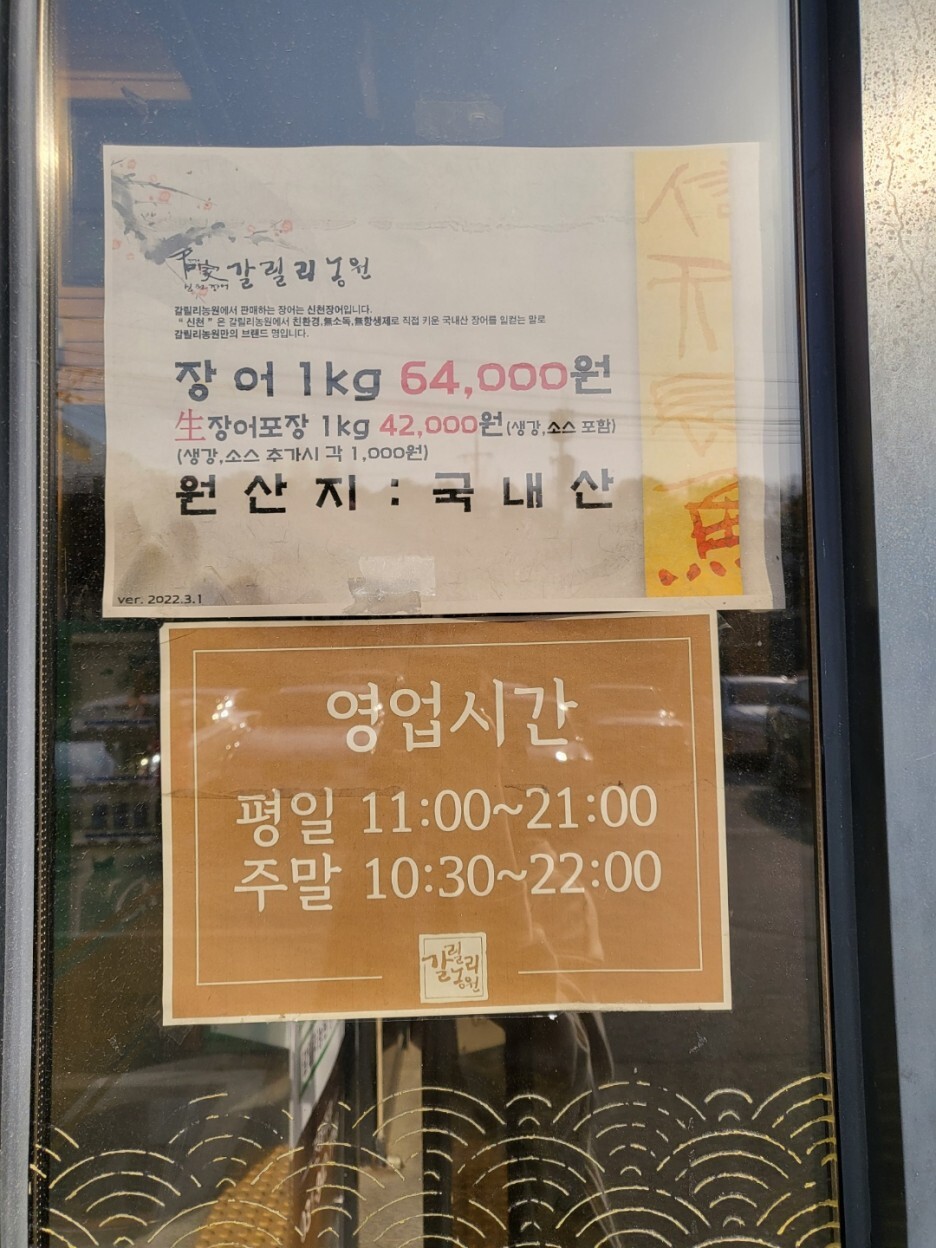 갈릴리농원
갈릴리농원에서 판매하는 장어는 신천장어입니다.
" 신천 " 은 갈릴리농원에서 친환경,無소독,無항생제로 직접 키운 국내산 장어를 일컫는 말로
갈릴리농원만의 브랜드 명입니다.
장어 1kg 64,000원
生장어포장 1kg 42,000원(생강,소스 포함)
(생강,소스 추가시 각 1,000원)
원산지 : 국내산
ver. 2022.3.1
영업시간
평일 11:00~21:00
주말 10:30~22:00
갈릴리
농원